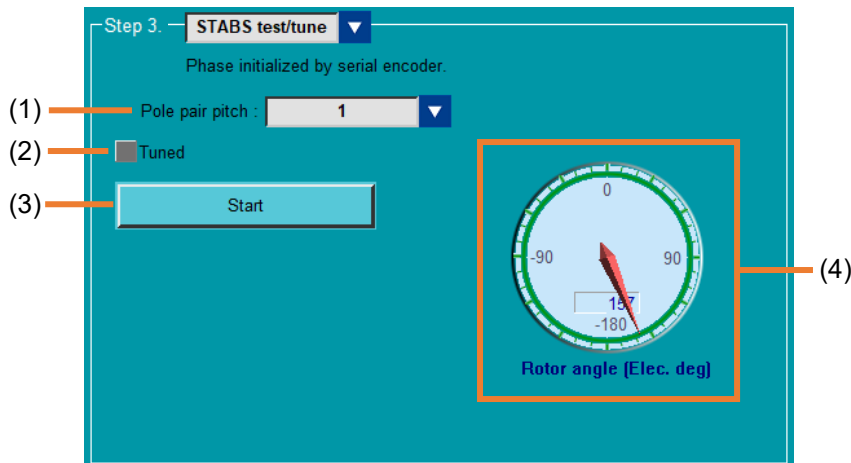 Step 3. STABS test/tune
Phase initialized by serial encoder.
(1) Pole pair pitch : 1
(2) Tuned
(3) Start
0
-90 90
157
-180
(4)
Rotor angle (Elec. deg)